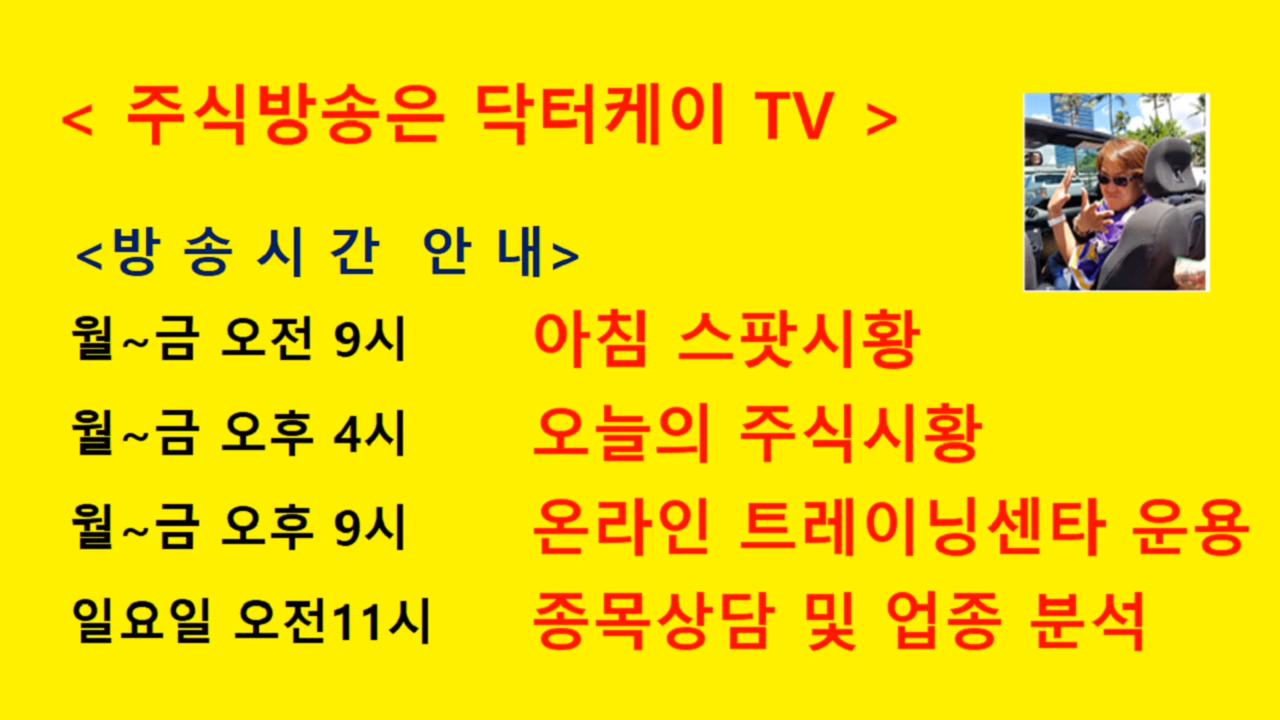 < 주식방송은 닥터케이 TV >
<방 송 시 간 안 내>
월~금 오전 9시 아침 스팟시황
월~금 오후 4시 오늘의 주식시황
월~금 오후 9시 온라인 트레이닝센타 운용
일요일 오전11시 종목상담 및 업종 분석